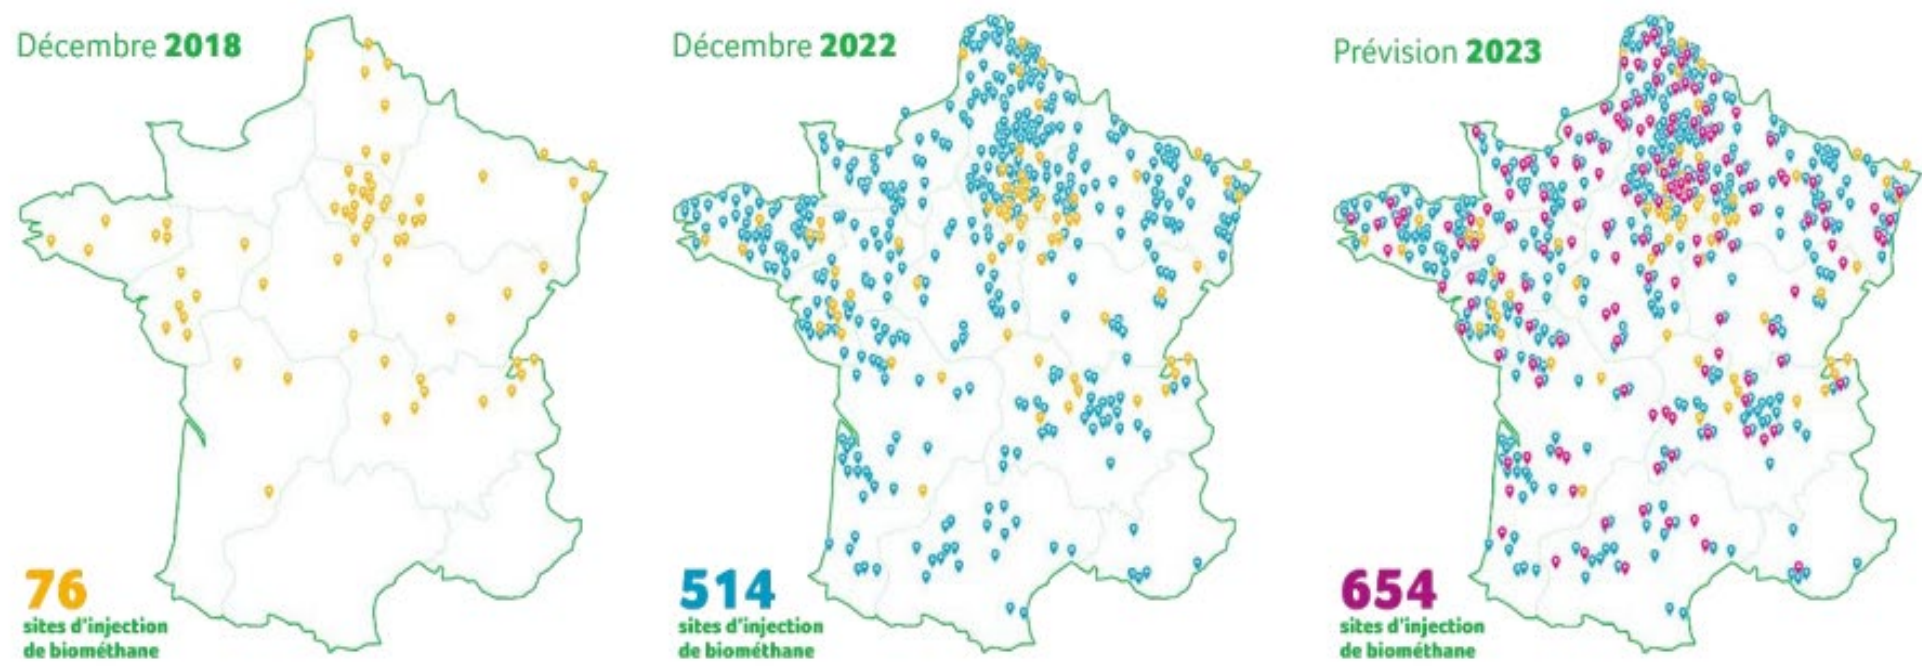 Décembre 2018
76
sites d'injection
de biométhane
Décembre 2022
514
sites d'injection
de biométhane
Prévision 2023
654
sites d'injection
de biométhane